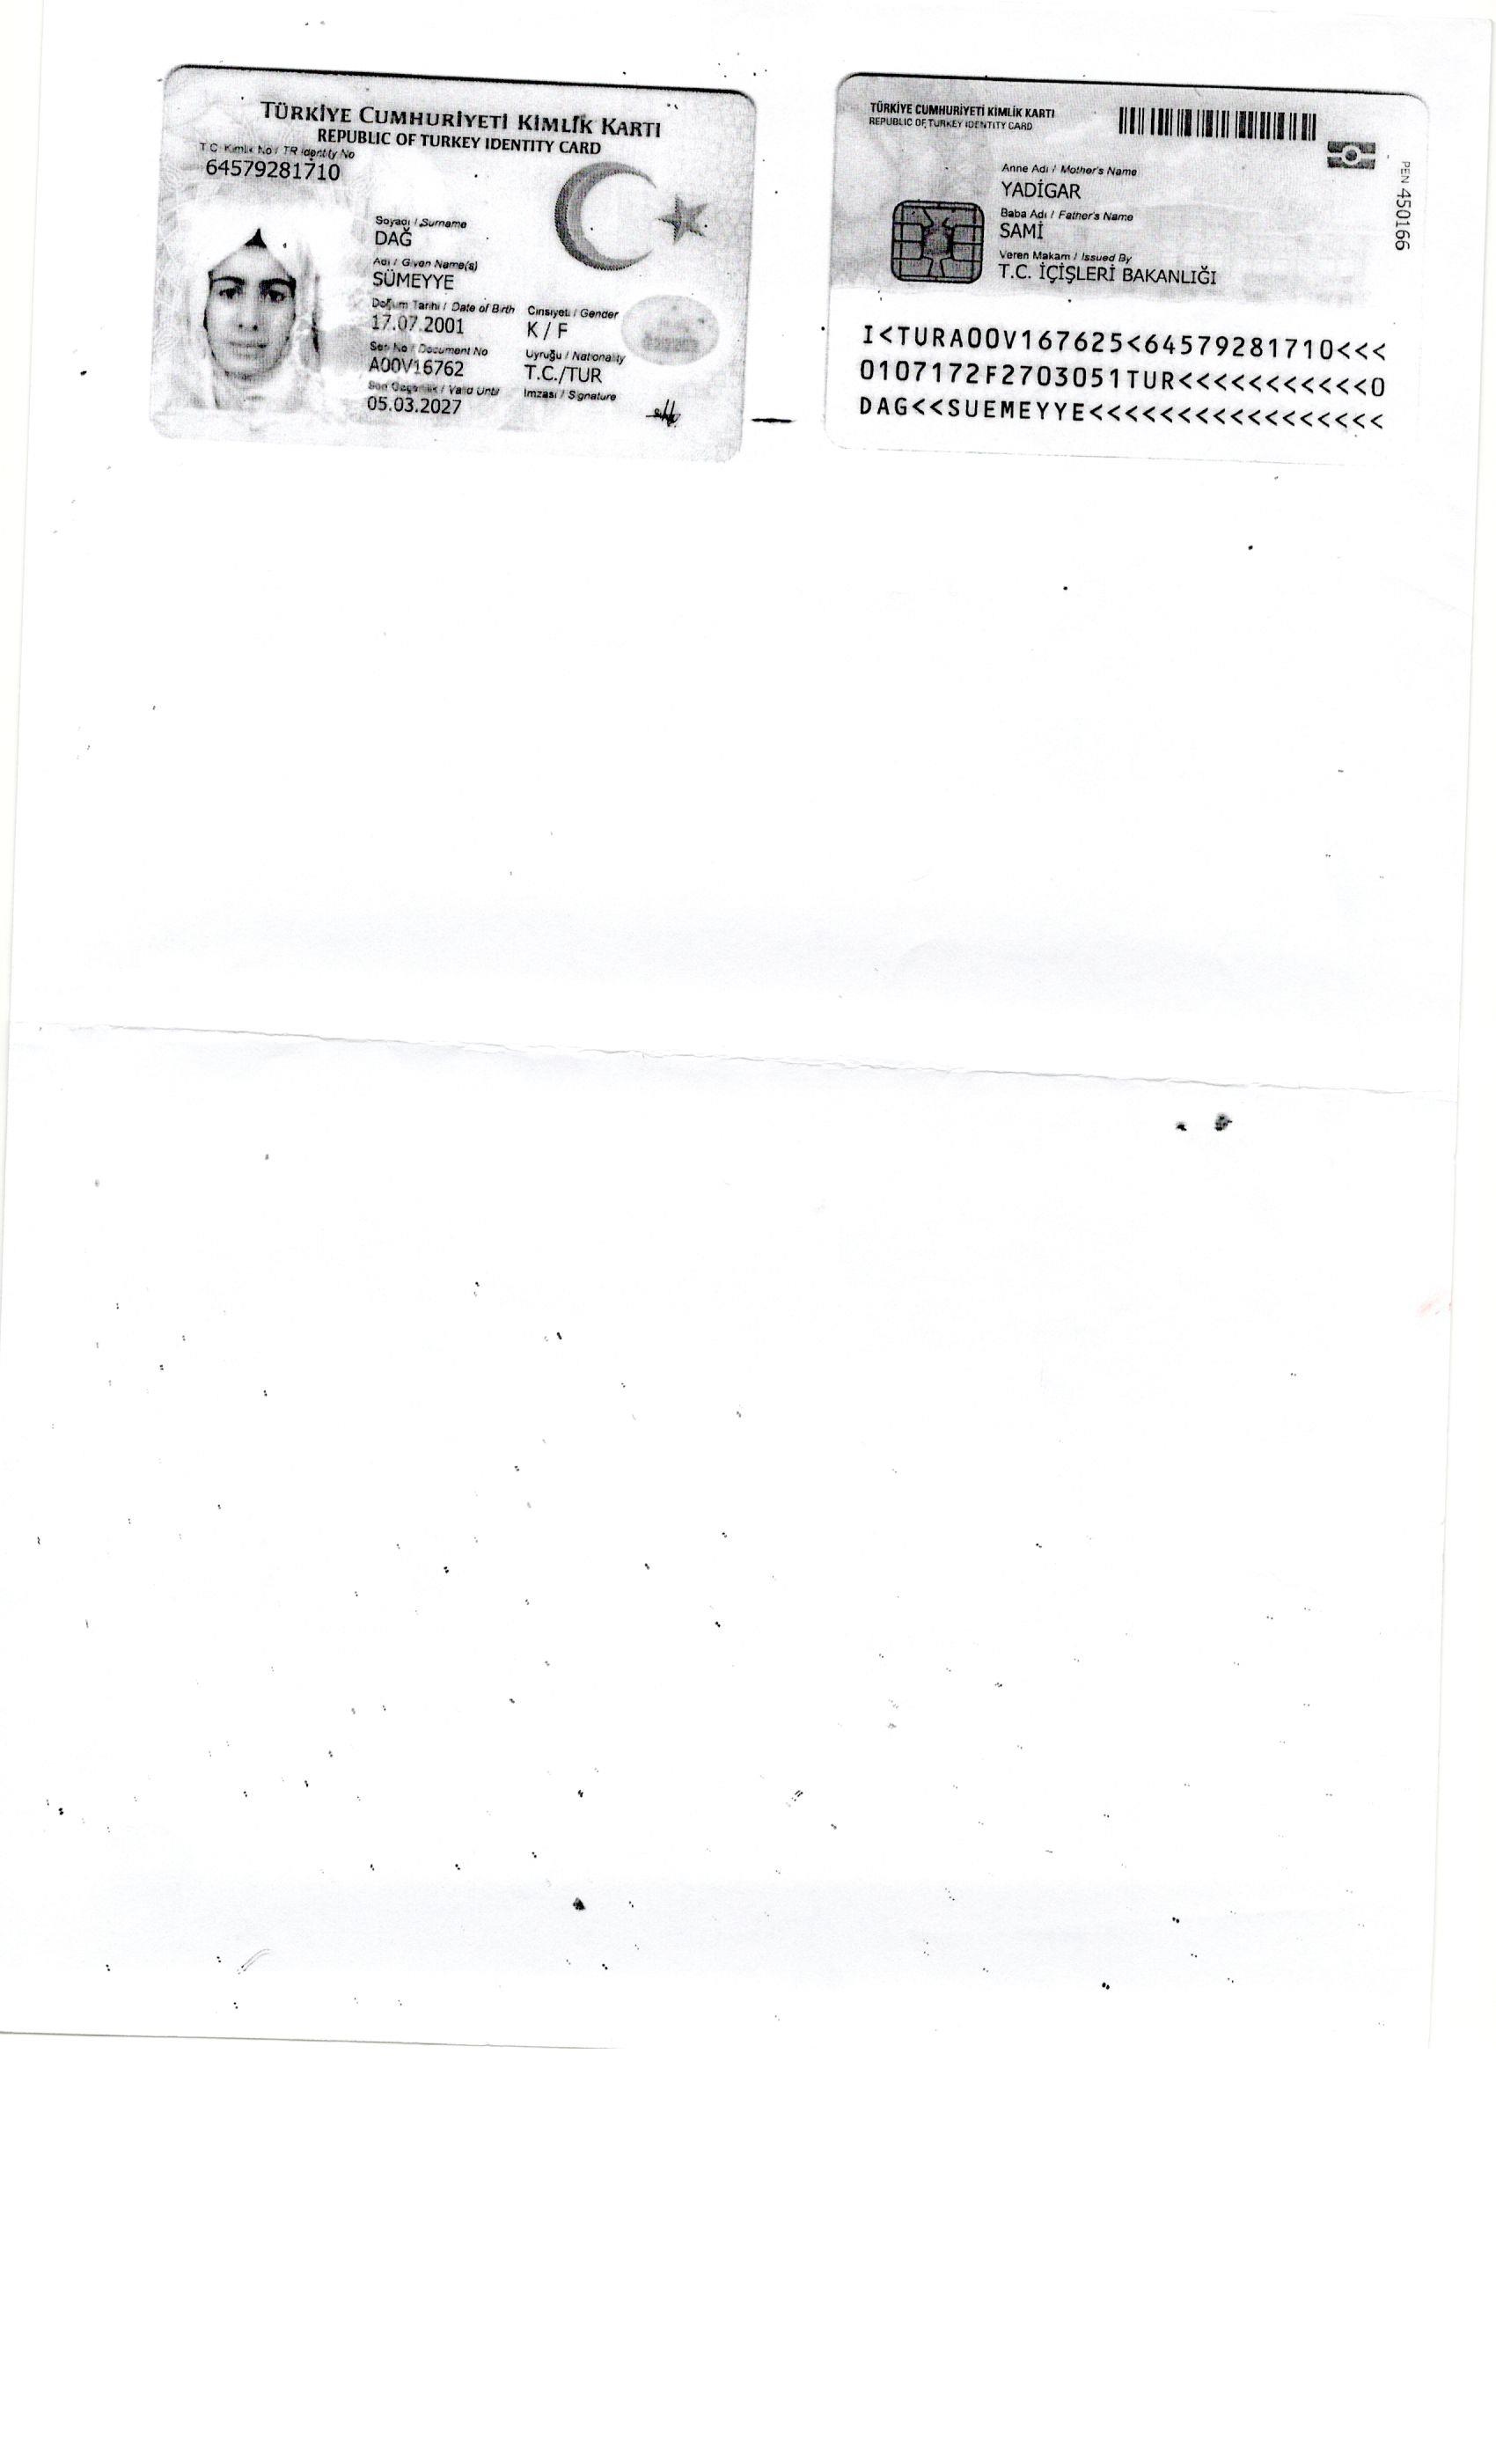 TÜRKİYE CUMHURİYETİ KİMLİK KARTI
REPUBLIC OF TURKEY IDENTITY CARD
T.C. Kimlik No / TR Identity No
64579281710
Soyadı / Surname
DAĞ
Adı / Given Name(s)
SÜMEYYE
Doğum Tarihi / Date of Birth Cinsiyeti / Gender
17.07.2001 K / F
Seri No / Document No Uyruğu / Nationality
A00V16762 T.C./TUR
Son Geçerlilik / Valid Until İmzası / Signature
05.03.2027
TÜRKİYE CUMHURİYETİ KİMLİK KARTI
REPUBLIC OF TURKEY IDENTITY CARD
Anne Adı / Mother's Name
YADİGAR
Baba Adı / Father's Name
SAMİ
Veren Makam / Issued By
T.C. İÇİŞLERİ BAKANLIĞI
PEN 450166
I<TURA00V167625<64579281710<<<
0107172F2703051TUR<<<<<<<<<<<0
DAG<<SUEMEYYE<<<<<<<<<<<<<<<<<